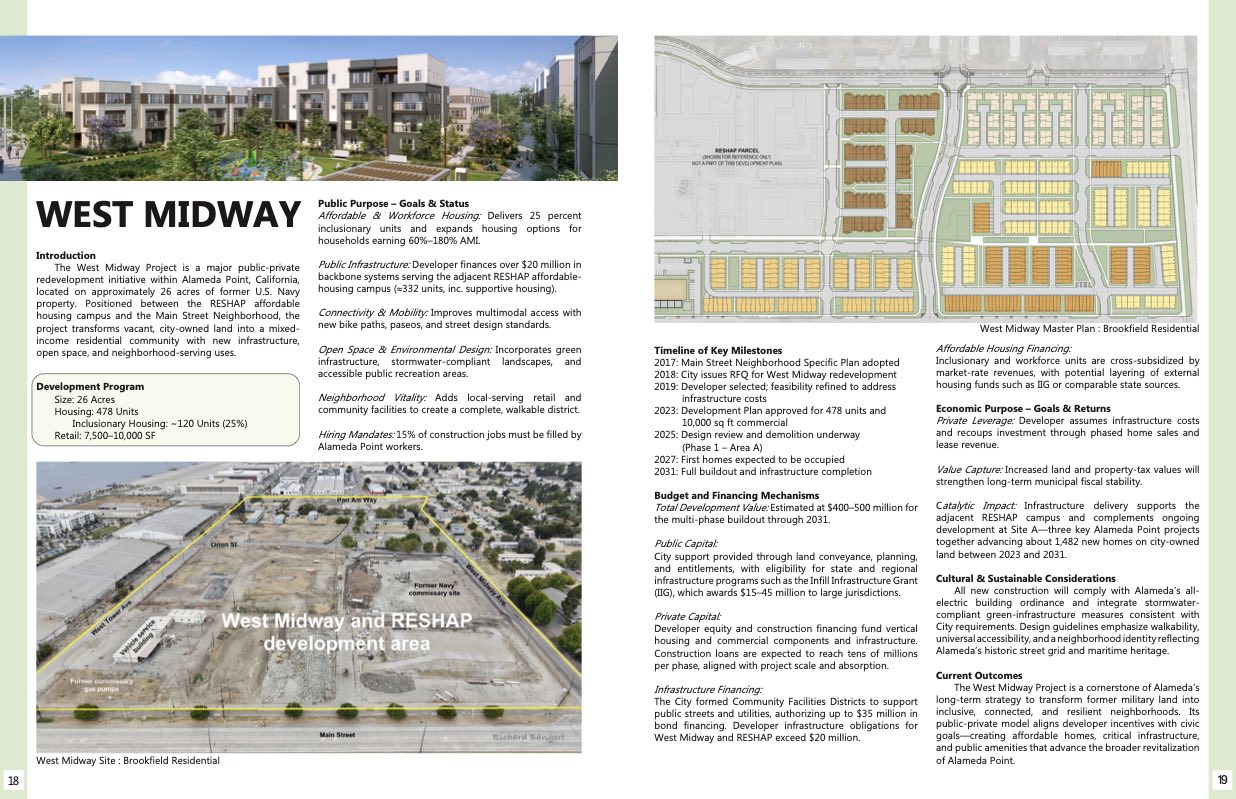 WEST MIDWAY
Introduction
The West Midway Project is a major public-private
redevelopment initiative within Alameda Point, California,
located on approximately 26 acres of former U.S. Navy
property. Positioned between the RESHAP affordable
housing campus and the Main Street Neighborhood, the
project transforms vacant, city-owned land into a mixed-
income residential community with new infrastructure,
open space, and neighborhood-serving uses.
Development Program
Size: 26 Acres
Housing: 478 Units
Inclusionary Housing: ~120 Units (25%)
Retail: 7,500–10,000 SF
Public Purpose – Goals & Status
Affordable & Workforce Housing: Delivers 25 percent
inclusionary units and expands housing options for
households earning 60%–180% AMI.
Public Infrastructure: Developer finances over $20 million in
backbone systems serving the adjacent RESHAP affordable-
housing campus (≈332 units, inc. supportive housing).
Connectivity & Mobility: Improves multimodal access with
new bike paths, paseos, and street design standards.
Open Space & Environmental Design: Incorporates green
infrastructure, stormwater-compliant landscapes, and
accessible public recreation areas.
Neighborhood Vitality: Adds local-serving retail and
community facilities to create a complete, walkable district.
Hiring Mandates: 15% of construction jobs must be filled by
Alameda Point workers.
Pan Am Way
Orion St.
Former Navy
commissary site
West Midway Ave.
West Tower Ave.
Vehicle service
building
West Midway and RESHAP
development area
Former commissary
gas pumps
Main Street
Richard Bangert
West Midway Site : Brookfield Residential
18
RESHAP PARCEL
(SHOWN FOR REFERENCE ONLY.
NOT A PART OF THIS DEVELOPMENT PLAN)
West Midway Master Plan : Brookfield Residential
Timeline of Key Milestones
2017: Main Street Neighborhood Specific Plan adopted
2018: City issues RFQ for West Midway redevelopment
2019: Developer selected; feasibility refined to address
infrastructure costs
2023: Development Plan approved for 478 units and
10,000 sq ft commercial
2025: Design review and demolition underway
(Phase 1 – Area A)
2027: First homes expected to be occupied
2031: Full buildout and infrastructure completion
Budget and Financing Mechanisms
Total Development Value: Estimated at $400–500 million for
the multi-phase buildout through 2031.
Public Capital:
City support provided through land conveyance, planning,
and entitlements, with eligibility for state and regional
infrastructure programs such as the Infill Infrastructure Grant
(IIG), which awards $15–45 million to large jurisdictions.
Private Capital:
Developer equity and construction financing fund vertical
housing and commercial components and infrastructure.
Construction loans are expected to reach tens of millions
per phase, aligned with project scale and absorption.
Infrastructure Financing:
The City formed Community Facilities Districts to support
public streets and utilities, authorizing up to $35 million in
bond financing. Developer infrastructure obligations for
West Midway and RESHAP exceed $20 million.
Affordable Housing Financing:
Inclusionary and workforce units are cross-subsidized by
market-rate revenues, with potential layering of external
housing funds such as IIG or comparable state sources.
Economic Purpose – Goals & Returns
Private Leverage: Developer assumes infrastructure costs
and recoups investment through phased home sales and
lease revenue.
Value Capture: Increased land and property-tax values will
strengthen long-term municipal fiscal stability.
Catalytic Impact: Infrastructure delivery supports the
adjacent RESHAP campus and complements ongoing
development at Site A—three key Alameda Point projects
together advancing about 1,482 new homes on city-owned
land between 2023 and 2031.
Cultural & Sustainable Considerations
All new construction will comply with Alameda’s all-
electric building ordinance and integrate stormwater-
compliant green-infrastructure measures consistent with
City requirements. Design guidelines emphasize walkability,
universal accessibility, and a neighborhood identity reflecting
Alameda’s historic street grid and maritime heritage.
Current Outcomes
The West Midway Project is a cornerstone of Alameda’s
long-term strategy to transform former military land into
inclusive, connected, and resilient neighborhoods. Its
public-private model aligns developer incentives with civic
goals—creating affordable homes, critical infrastructure,
and public amenities that advance the broader revitalization
of Alameda Point.
19